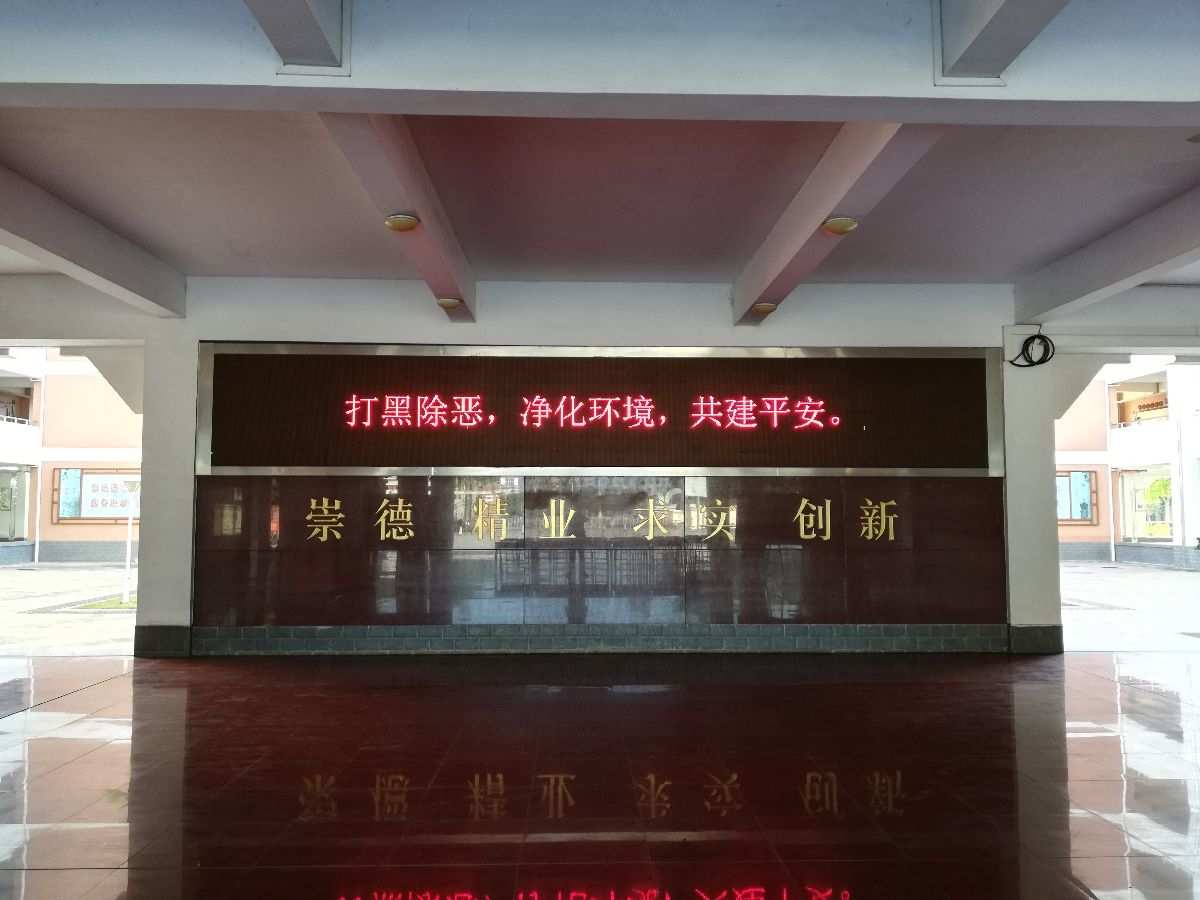 打黑除恶，净化环境，共建平安。
崇德 精业 求实 创新